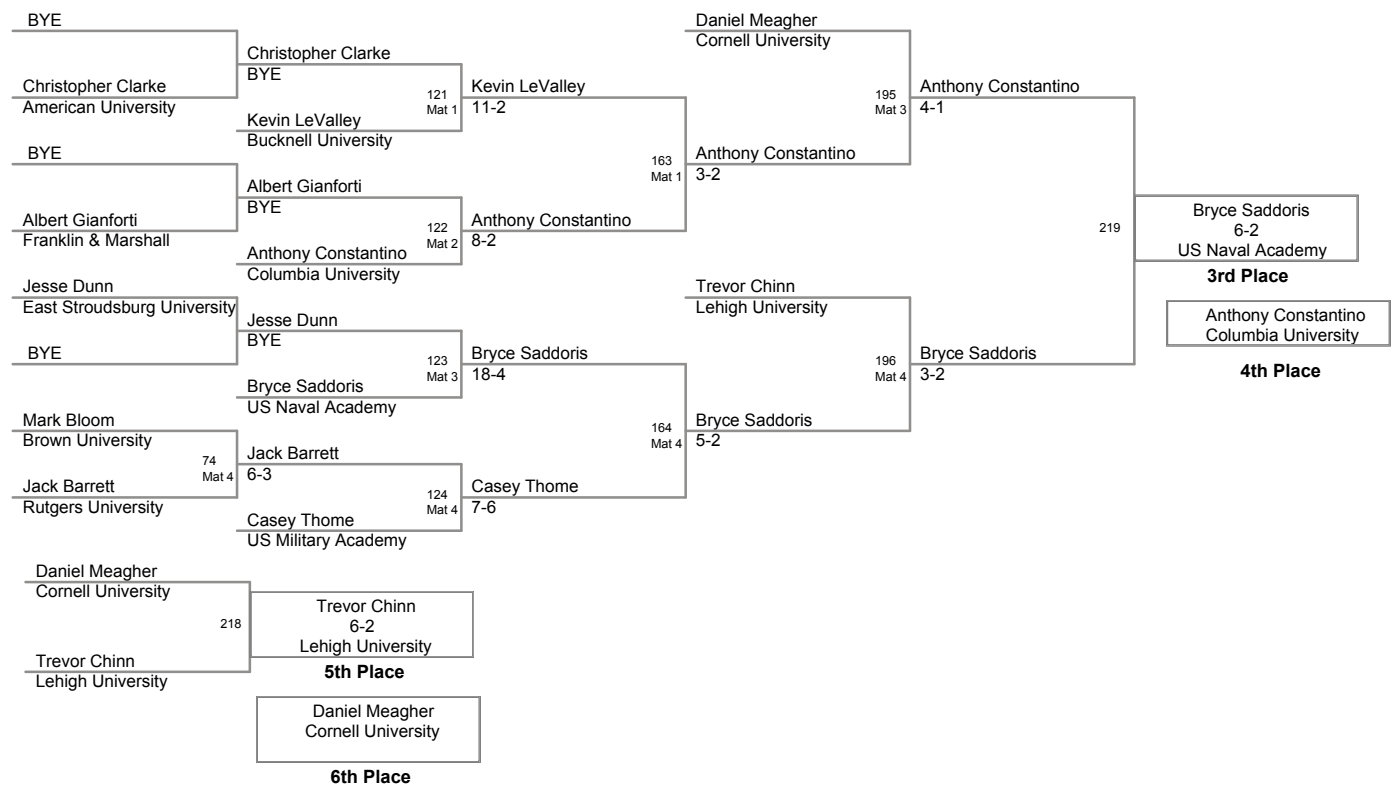 BYE
Christopher Clarke
American University
BYE
Albert Gianforti
Franklin & Marshall
Jesse Dunn
East Stroudsburg University
BYE
Mark Bloom
Brown University
74
Mat 4
Jack Barrett
Rutgers University
Christopher Clarke
BYE
121
Mat 1
Kevin LeValley
Bucknell University
Albert Gianforti
BYE
122
Mat 2
Anthony Constantino
Columbia University
Jesse Dunn
BYE
123
Mat 3
Bryce Saddoris
US Naval Academy
Jack Barrett
6-3
124
Mat 4
Casey Thome
US Military Academy
Kevin LeValley
11-2
163
Mat 1
Anthony Constantino
8-2
Bryce Saddoris
18-4
164
Mat 4
Casey Thome
7-6
Daniel Meagher
Cornell University
195
Mat 3
Anthony Constantino
3-2
Trevor Chinn
Lehigh University
196
Mat 4
Bryce Saddoris
5-2
Anthony Constantino
4-1
219
Bryce Saddoris
3-2
Bryce Saddoris
6-2
US Naval Academy
3rd Place
Anthony Constantino
Columbia University
4th Place
Daniel Meagher
Cornell University
218
Trevor Chinn
Lehigh University
Trevor Chinn
6-2
Lehigh University
5th Place
Daniel Meagher
Cornell University
6th Place